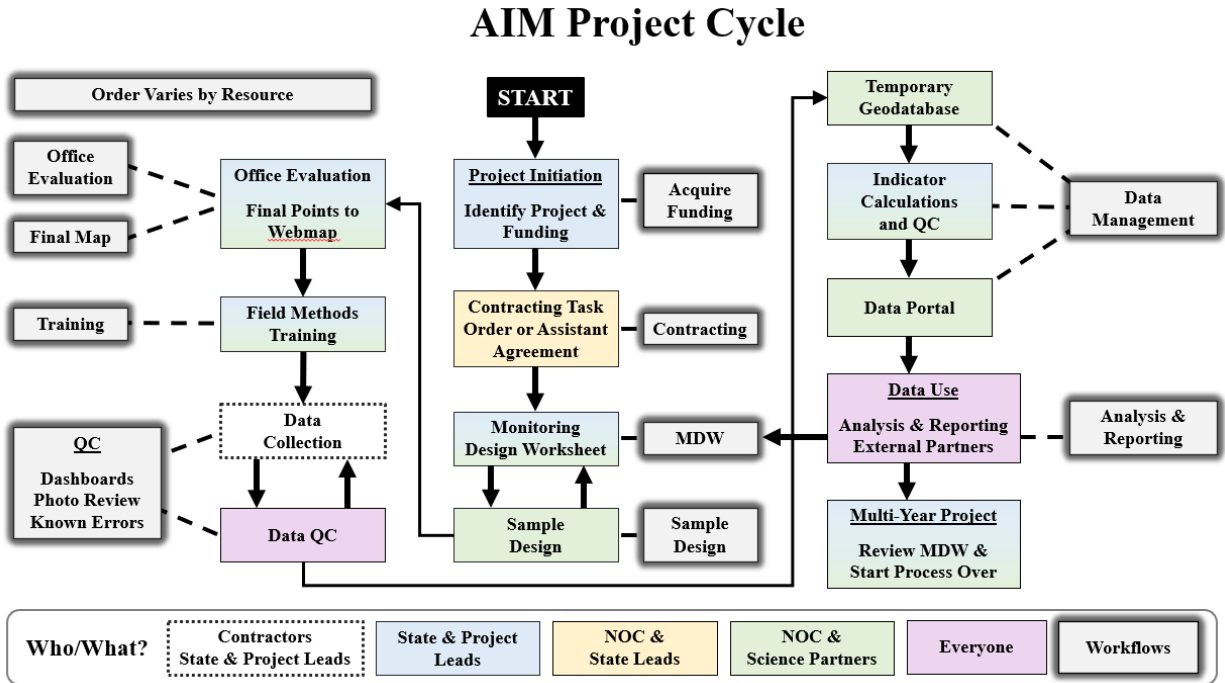 AIM Project Cycle
Order Varies by Resource
Office
Evaluation
Final Map
Training
QC
Dashboards
Photo Review
Known Errors
Office Evaluation
Final Points to
Webmap
Field Methods
Training
Data
Collection
Data QC
START
Project Initiation
Identify Project &
Funding
Contracting Task
Order or Assistant
Agreement
Monitoring
Design Worksheet
Sample
Design
Acquire
Funding
Contracting
MDW
Sample
Design
Temporary
Geodatabase
Indicator
Calculations
and QC
Data Portal
Data Use
Analysis & Reporting
External Partners
Multi-Year Project
Review MDW &
Start Process Over
Data
Management
Analysis &
Reporting
Who/What?
Contractors
State & Project Leads
State & Project
Leads
NOC &
State Leads
NOC &
Science Partners
Everyone
Workflows